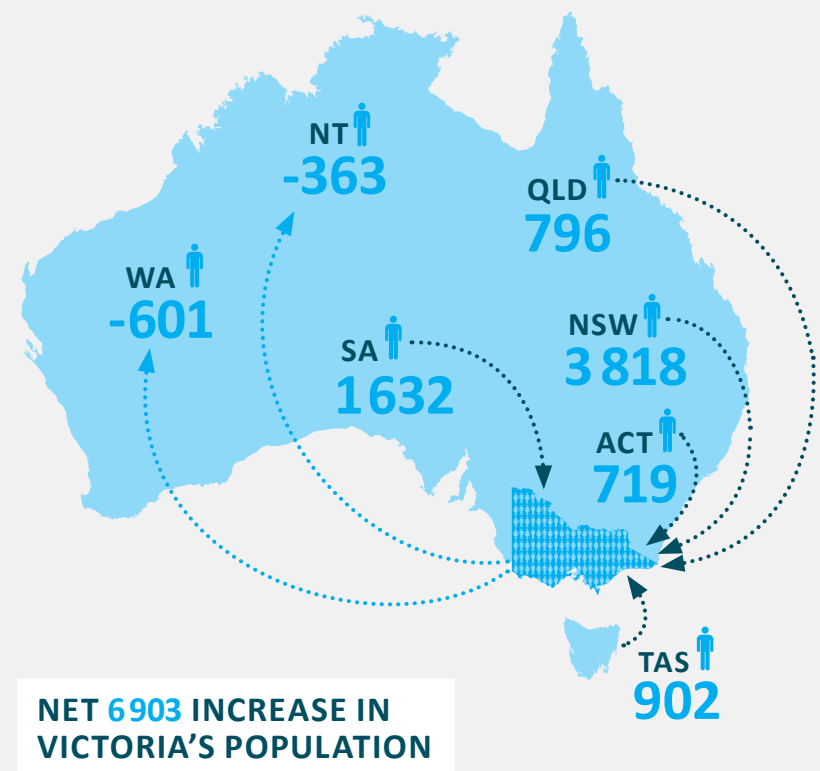 NT
-363
QLD
796
WA
-601
NSW
3 818
SA
1 632
ACT
719
TAS
902
NET 6 903 INCREASE IN
VICTORIA'S POPULATION